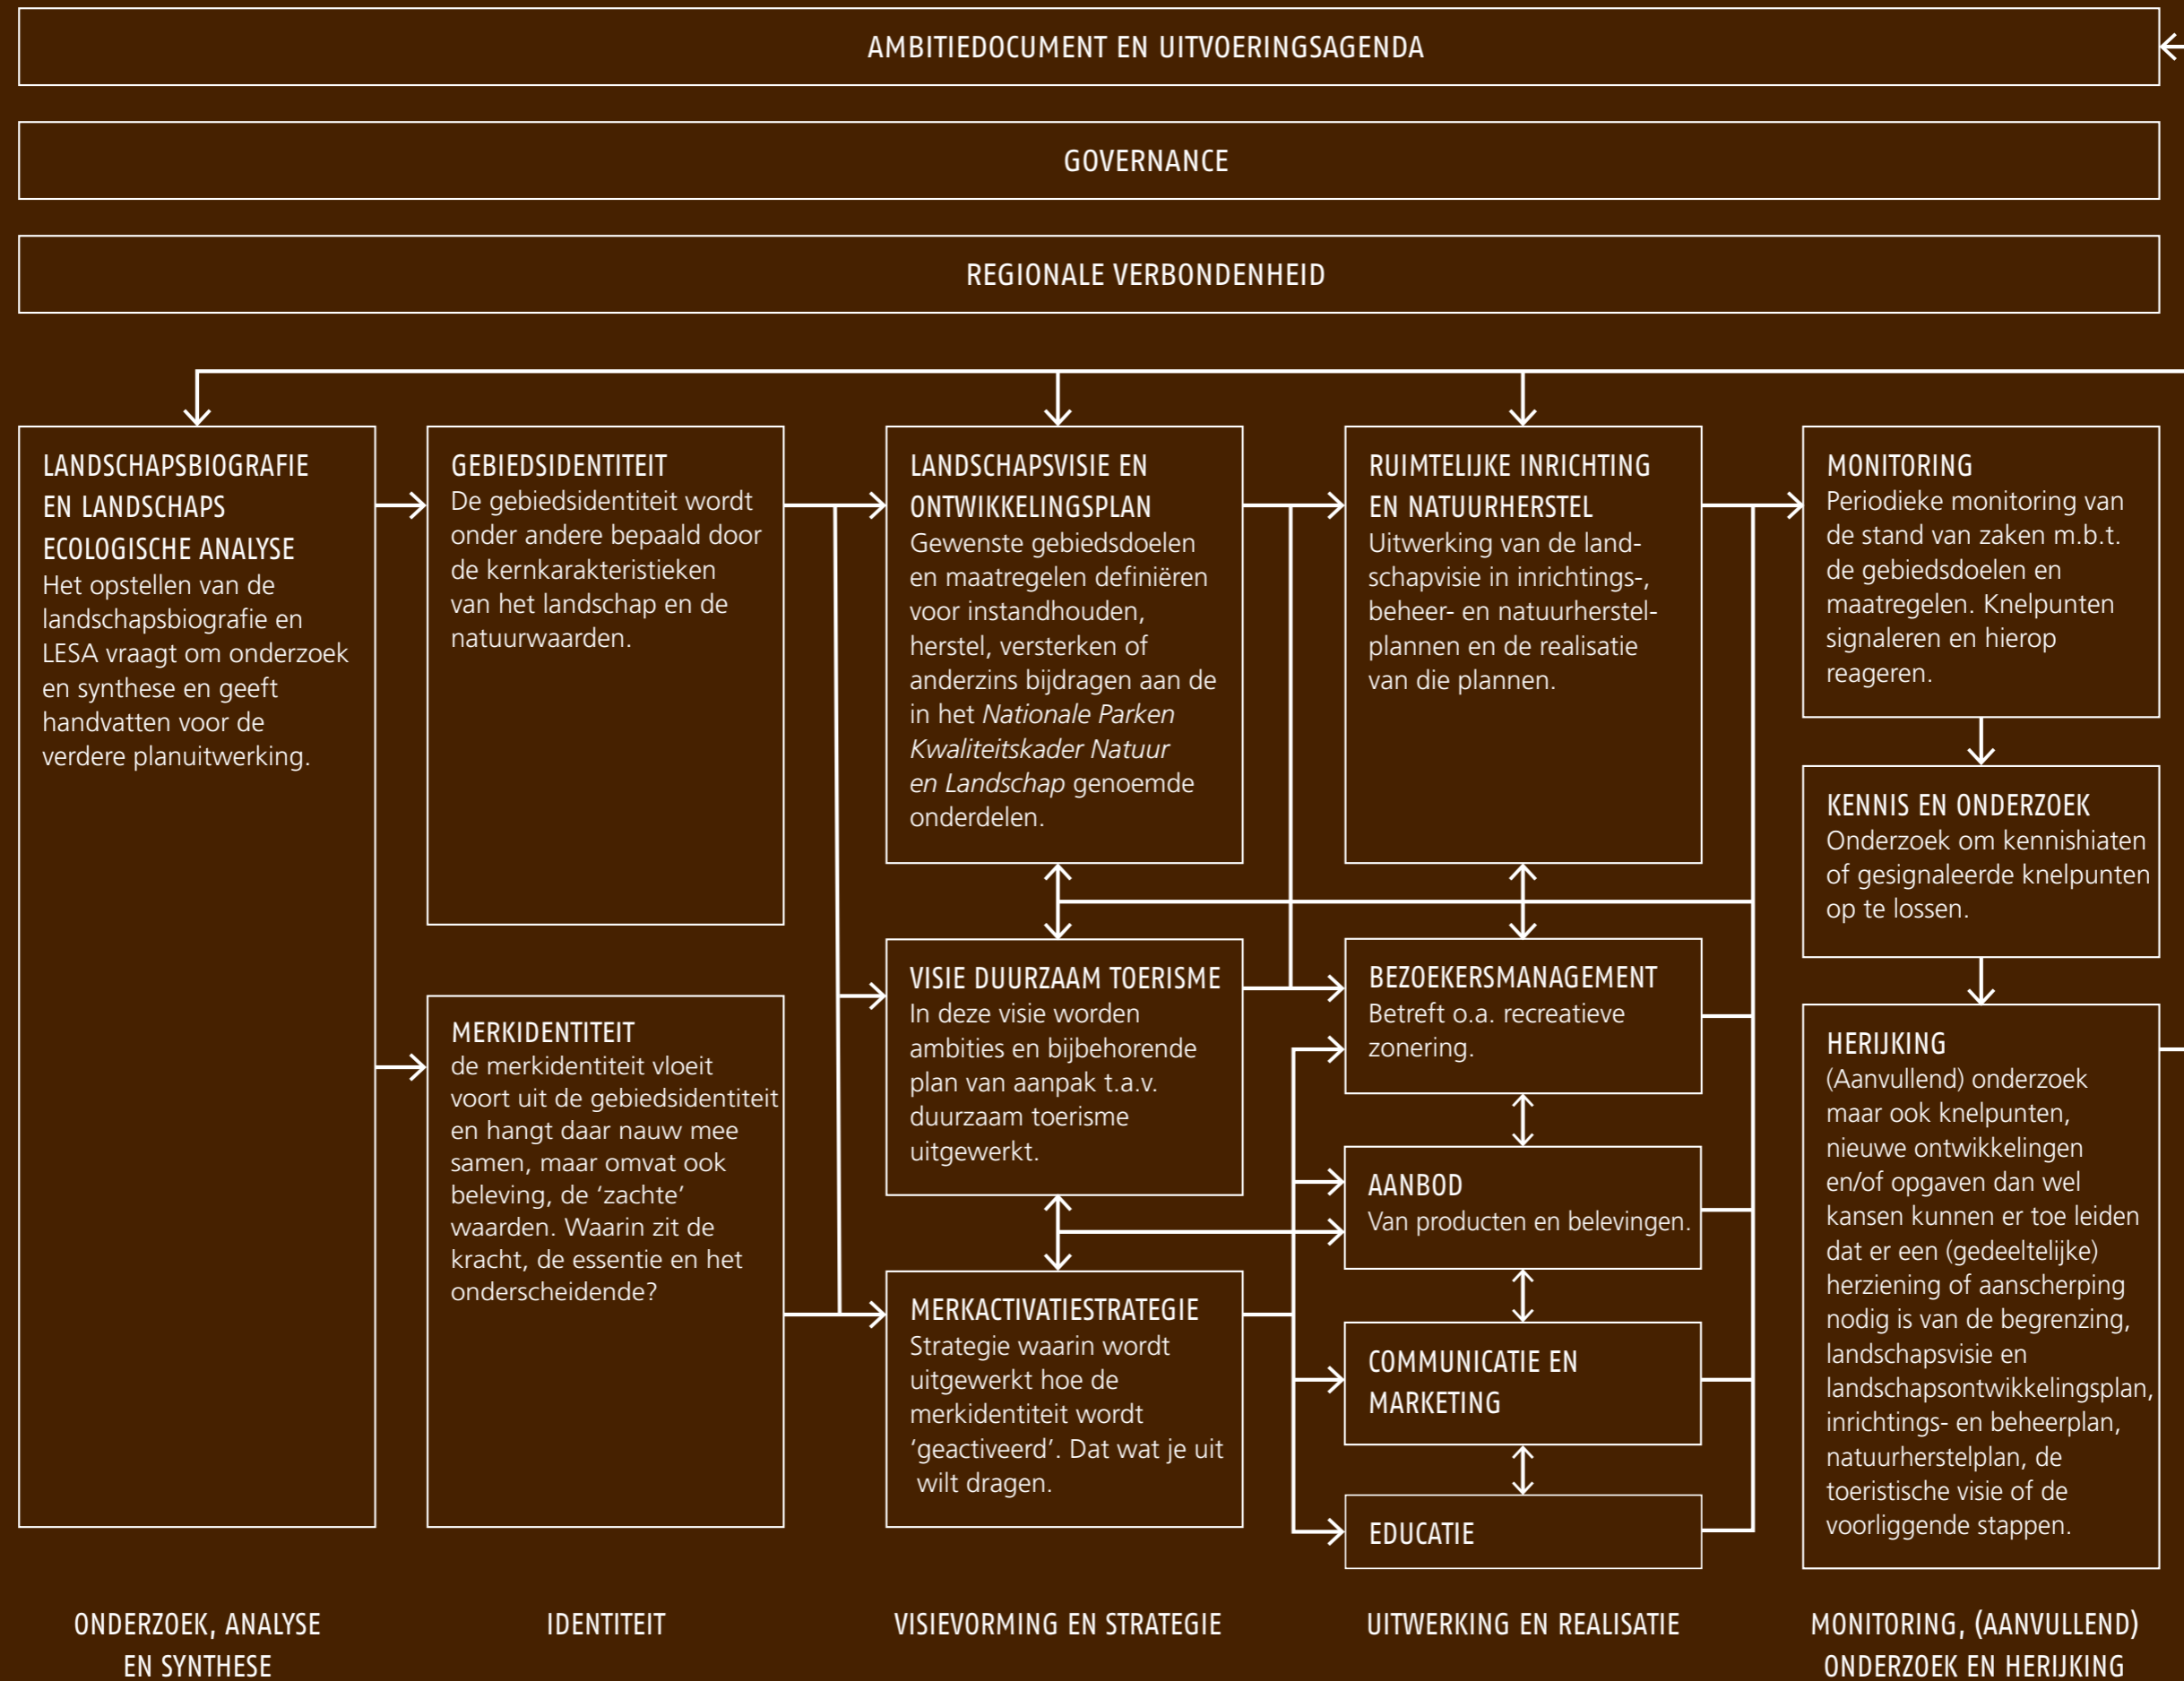 AMBITIEDOCUMENT EN UITVOERINGSAGENDA
GOVERNANCE
REGIONALE VERBONDENHEID
LANDSCHAPSBIOGRAFIE
EN LANDSCHAPS
ECOLOGISCHE ANALYSE
Het opstellen van de
landschapsbiografie en
LESA vraagt om onderzoek
en synthese en geeft
handvatten voor de
verdere planuitwerking.
GEBIEDSIDENTITEIT
De gebiedsidentiteit wordt
onder andere bepaald door
de kernkarakteristieken
van het landschap en de
natuurwaarden.
MERKIDENTITEIT
de merkidentiteit vloeit
voort uit de gebiedsidentiteit
en hangt daar nauw mee
samen, maar omvat ook
beleving, de ‘zachte’
waarden. Waarin zit de
kracht, de essentie en het
onderscheidende?
LANDSCHAPSVISIE EN
ONTWIKKELINGSPLAN
Gewenste gebiedsdoelen
en maatregelen definiëren
voor instandhouden,
herstel, versterken of
anderzins bijdragen aan de
in het Nationale Parken
Kwaliteitskader Natuur
en Landschap genoemde
onderdelen.
VISIE DUURZAAM TOERISME
In deze visie worden
ambities en bijbehorende
plan van aanpak t.a.v.
duurzaam toerisme
uitgewerkt.
MERKACTIVATIESTRATEGIE
Strategie waarin wordt
uitgewerkt hoe de
merkidentiteit wordt
‘geactiveerd’. Dat wat je uit
wilt dragen.
RUIMTELIJKE INRICHTING
EN NATUURHERSTEL
Uitwerking van de land-
schapvisie in inrichtings-,
beheer- en natuurherstel-
plannen en de realisatie
van die plannen.
BEZOEKERSMANAGEMENT
Betreft o.a. recreatieve
zonering.
AANBOD
Van producten en belevingen.
COMMUNICATIE EN
MARKETING
EDUCATIE
MONITORING
Periodieke monitoring van
de stand van zaken m.b.t.
de gebiedsdoelen en
maatregelen. Knelpunten
signaleren en hierop
reageren.
KENNIS EN ONDERZOEK
Onderzoek om kennishiaten
of gesignaleerde knelpunten
op te lossen.
HERIJKING
(Aanvullend) onderzoek
maar ook knelpunten,
nieuwe ontwikkelingen
en/of opgaven dan wel
kansen kunnen er toe leiden
dat er een (gedeeltelijke)
herziening of aanscherping
nodig is van de begrenzing,
landschapsvisie en
landschapsontwikkelingsplan,
inrichtings- en beheerplan,
natuurherstelplan, de
toeristische visie of de
voorliggende stappen.
ONDERZOEK, ANALYSE
EN SYNTHESE
IDENTITEIT
VISIEVORMING EN STRATEGIE
UITWERKING EN REALISATIE
MONITORING, (AANVULLEND)
ONDERZOEK EN HERIJKING